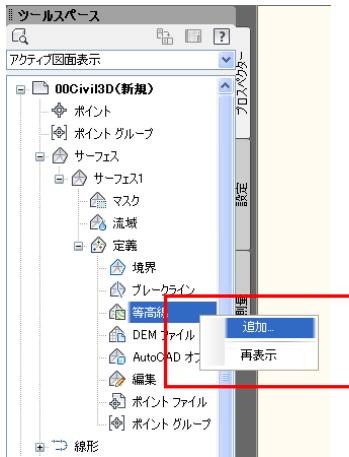 ツールスペース
アクティブ図面表示
00Civil3D(新規)
ポイント
ポイント グループ
サーフェス
サーフェス1
マスク
流域
定義
境界
ブレークライン
等高線
追加...
DEM ファイル
再表示
AutoCAD オブ
編集
ポイント ファイル
ポイント グループ
線形
プロスペクター
設定
測量